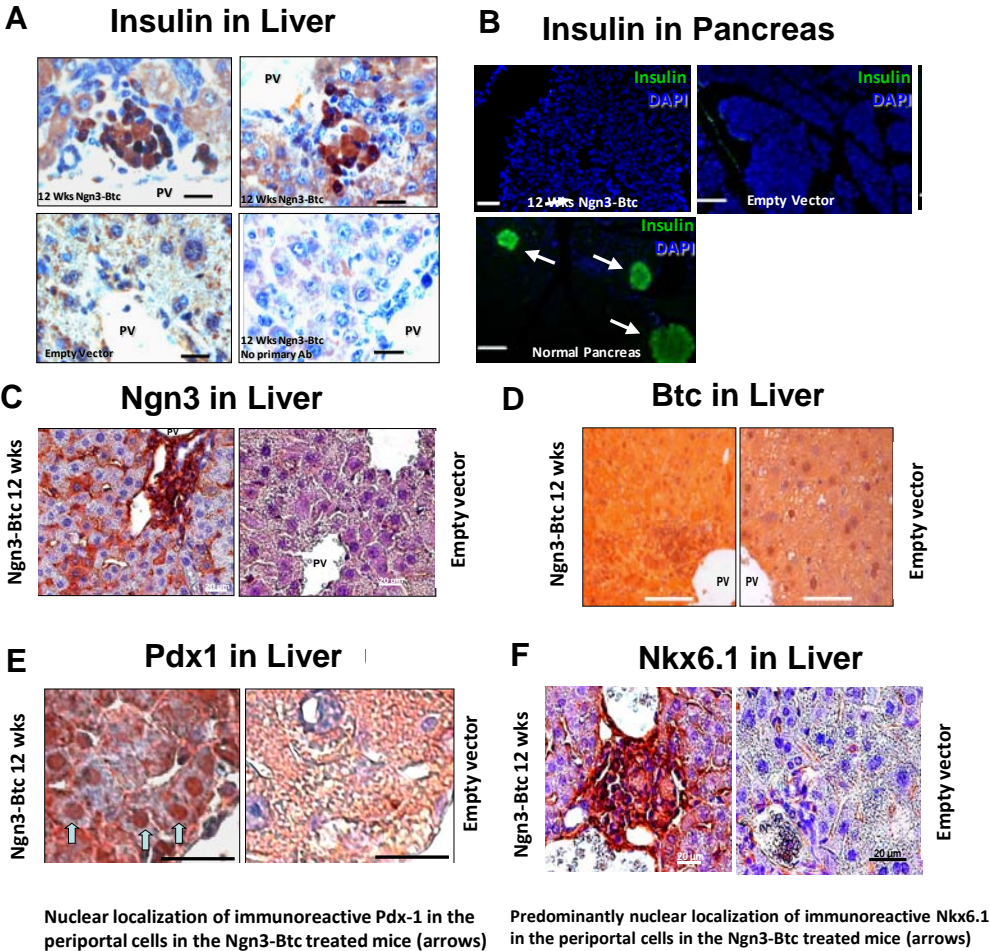 A
Insulin in Liver
PV
12 Wks Ngn3-Btc
PV
12 Wks Ngn3-Btc
PV
Empty Vector
PV
12 Wks Ngn3-Btc
No primary Ab
B
Insulin in Pancreas
Insulin
DAPI
12 Wks Ngn3-Btc
Insulin
DAPI
Empty Vector
Insulin
DAPI
Normal Pancreas
C
Ngn3 in Liver
Ngn3-Btc 12 wks
PV
20 µm
PV
20 µm
Empty vector
D
Btc in Liver
Ngn3-Btc 12 wks
PV
PV
Empty vector
E
Pdx1 in Liver
Ngn3-Btc 12 wks
Empty vector
Nuclear localization of immunoreactive Pdx-1 in the
periportal cells in the Ngn3-Btc treated mice (arrows)
F
Nkx6.1 in Liver
Ngn3-Btc 12 wks
20 µm
20 µm
Empty vector
Predominantly nuclear localization of immunoreactive Nkx6.1
in the periportal cells in the Ngn3-Btc treated mice (arrows)